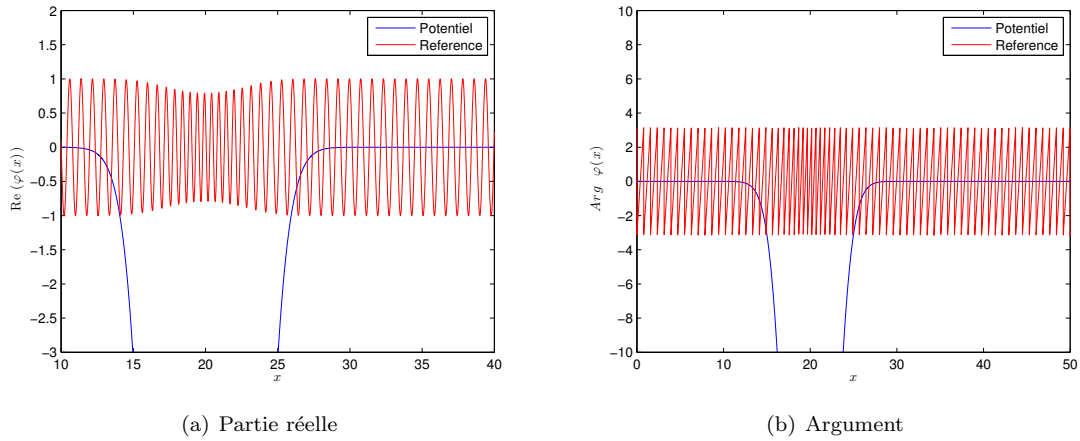 2
1.5
1
0.5
0
−0.5
−1
−1.5
−2
−2.5
−3
10 15 20 25 30 35 40
x
Re (φ(x))
Potentiel
Reference
(a) Partie réelle
10
8
6
4
2
0
−2
−4
−6
−8
−10
0 10 20 30 40 50
x
Arg φ(x)
Potentiel
Reference
(b) Argument